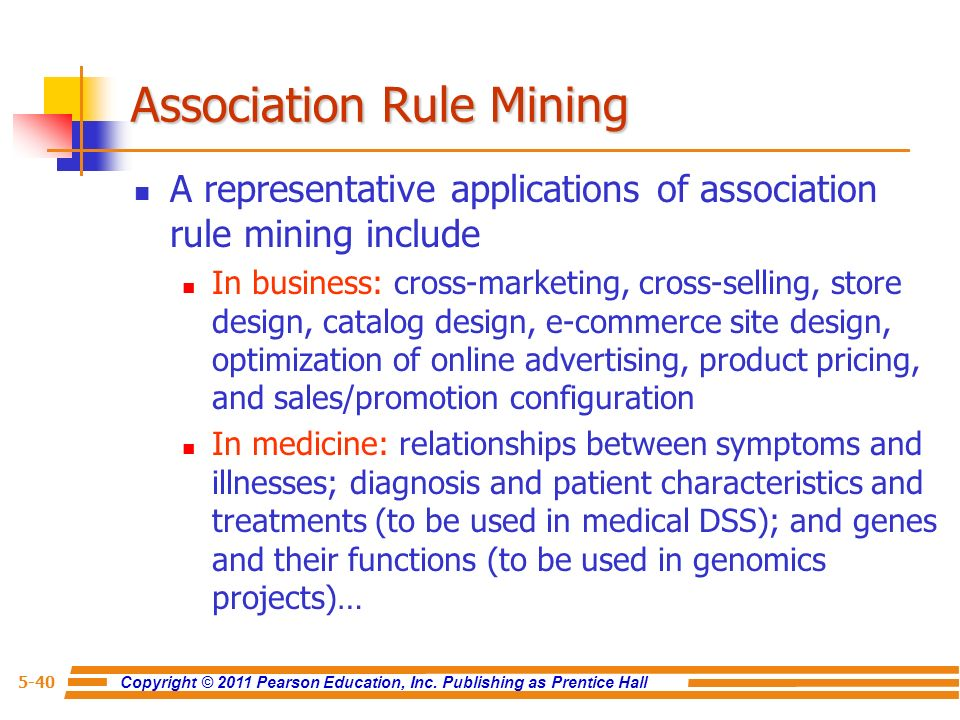 Association Rule Mining
A representative applications of association
rule mining include
In business: cross-marketing, cross-selling, store
design, catalog design, e-commerce site design,
optimization of online advertising, product pricing,
and sales/promotion configuration
In medicine: relationships between symptoms and
illnesses; diagnosis and patient characteristics and
treatments (to be used in medical DSS); and genes
and their functions (to be used in genomics
projects)…
5-40 Copyright © 2011 Pearson Education, Inc. Publishing as Prentice Hall